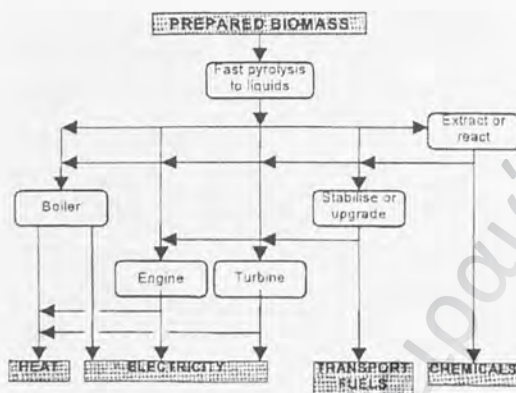 PREPARED BIOMASS
Fast pyrolysis
to liquids
Extract or
react
Boiler
Stabilise or
upgrade
Engine
Turbine
HEAT
ELECTRICITY
TRANSPORT
FUELS
CHEMICALS